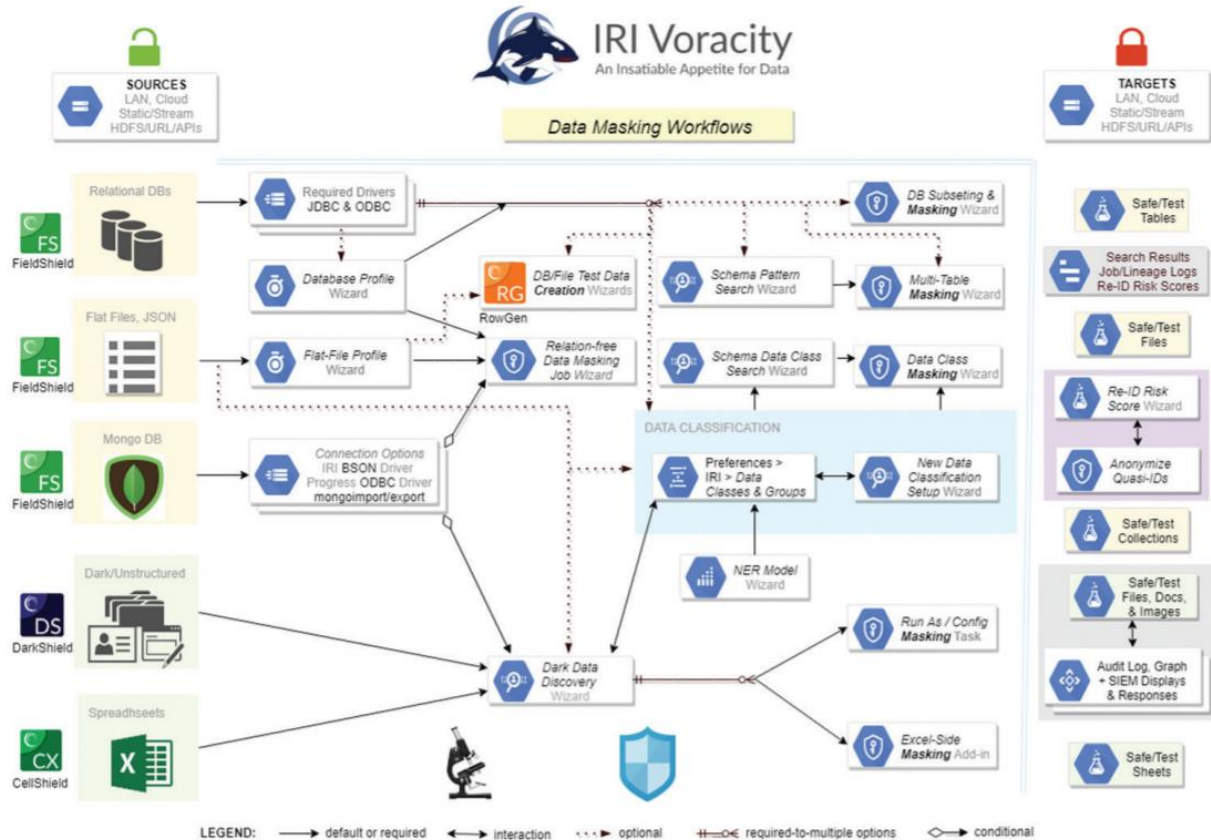 IRI Voracity
An Insatiable Appetite for Data
Data Masking Workflows
SOURCES
LAN, Cloud
Static/Stream
HDFS/URL/APIs
TARGETS
LAN, Cloud
Static/Stream
HDFS/URL/APIs
FS
FieldShield
Relational DBs
Required Drivers
JDBC & ODBC
DB Subseting &
Masking Wizard
Safe/Test
Tables
Database Profile
Wizard
RG
RowGen
DB/File Test Data
Creation Wizards
Schema Pattern
Search Wizard
Multi-Table
Masking Wizard
Search Results
Job/Lineage Logs
Re-ID Risk Scores
FS
FieldShield
Flat Files, JSON
Flat-File Profile
Wizard
Relation-free
Data Masking
Job Wizard
Schema Data Class
Search Wizard
Data Class
Masking Wizard
Safe/Test
Files
Re-ID Risk
Score Wizard
Anonymize
Quasi-IDs
FS
FieldShield
Mongo DB
Connection Options
IRI BSON Driver
Progress ODBC Driver
mongoimport/export
DATA CLASSIFICATION
Preferences >
IRI > Data
Classes & Groups
New Data
Classification
Setup Wizard
Safe/Test
Collections
NER Model
Wizard
DS
DarkShield
Dark/Unstructured
Dark Data
Discovery
Wizard
Run As / Config
Masking Task
Safe/Test
Files, Docs,
& Images
Audit Log, Graph
+ SIEM Displays
& Responses
CX
CellShield
Spreadhseets
X
Excel-Side
Masking Add-in
Safe/Test
Sheets
LEGEND:
default or required
interaction
optional
required-to-multiple options
conditional